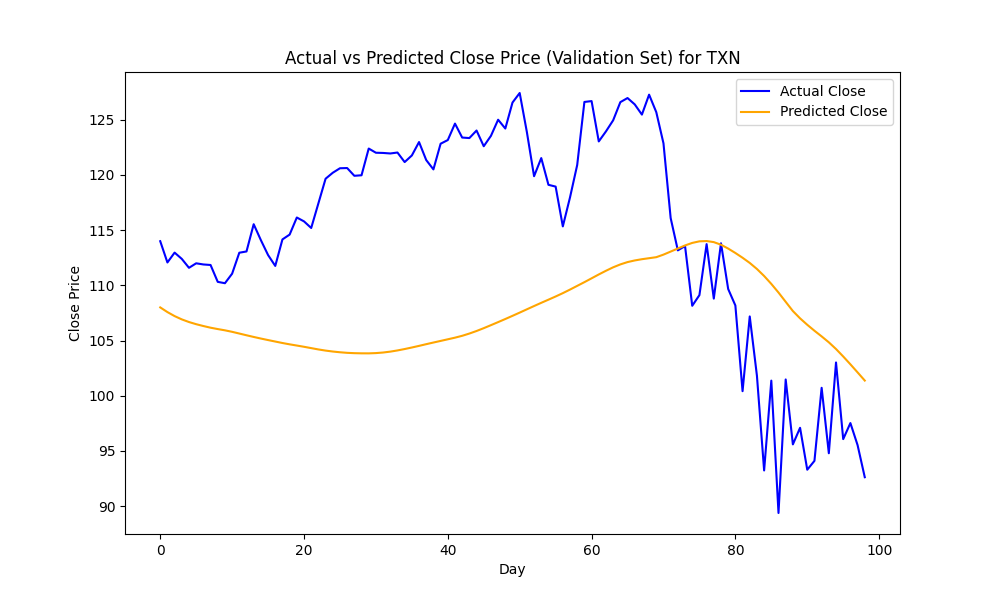 Actual vs Predicted Close Price (Validation Set) for TXN
Actual Close
Predicted Close
Close Price
125
120
115
110
105
100
95
90
0 20 40 60 80 100
Day